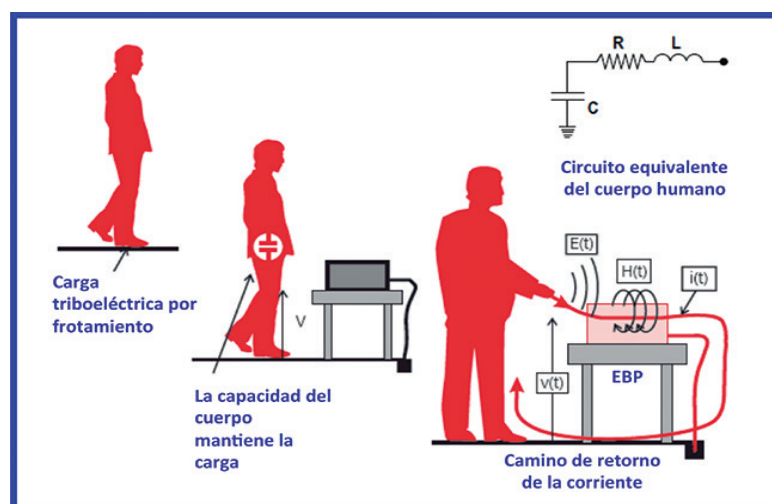 R
L
C
Circuito equivalente
del cuerpo humano
Carga
triboeléctrica por
frotamiento
V
La capacidad del
cuerpo
mantiene la
carga
E(t)
H(t)
i(t)
v(t)
EBP
Camino de retorno
de la corriente